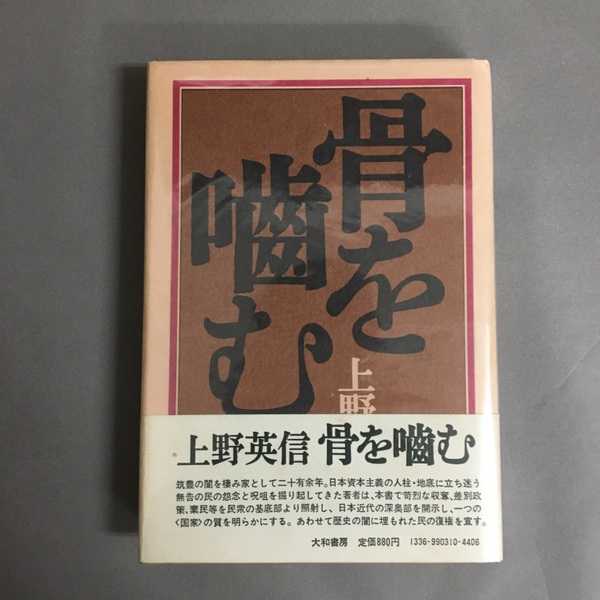 骨を
噛む
上野
上野英信 骨を噛む
筑豊の闇を棲み家として二十有余年。日本資本主義の人柱・地底に立ち迷う
無告の民の怨念と呪咀を掘り起してきた著者は、本書で苛烈な収奪、差別政
策、棄民等を民衆の基底部より照射し、日本近代の深奥部を開示し、一つの
〈国家〉の質を明らかにする。あわせて歴史の闇に埋もれた民の復権を宣す。
大和書房 定価880円 1336-990310-4406